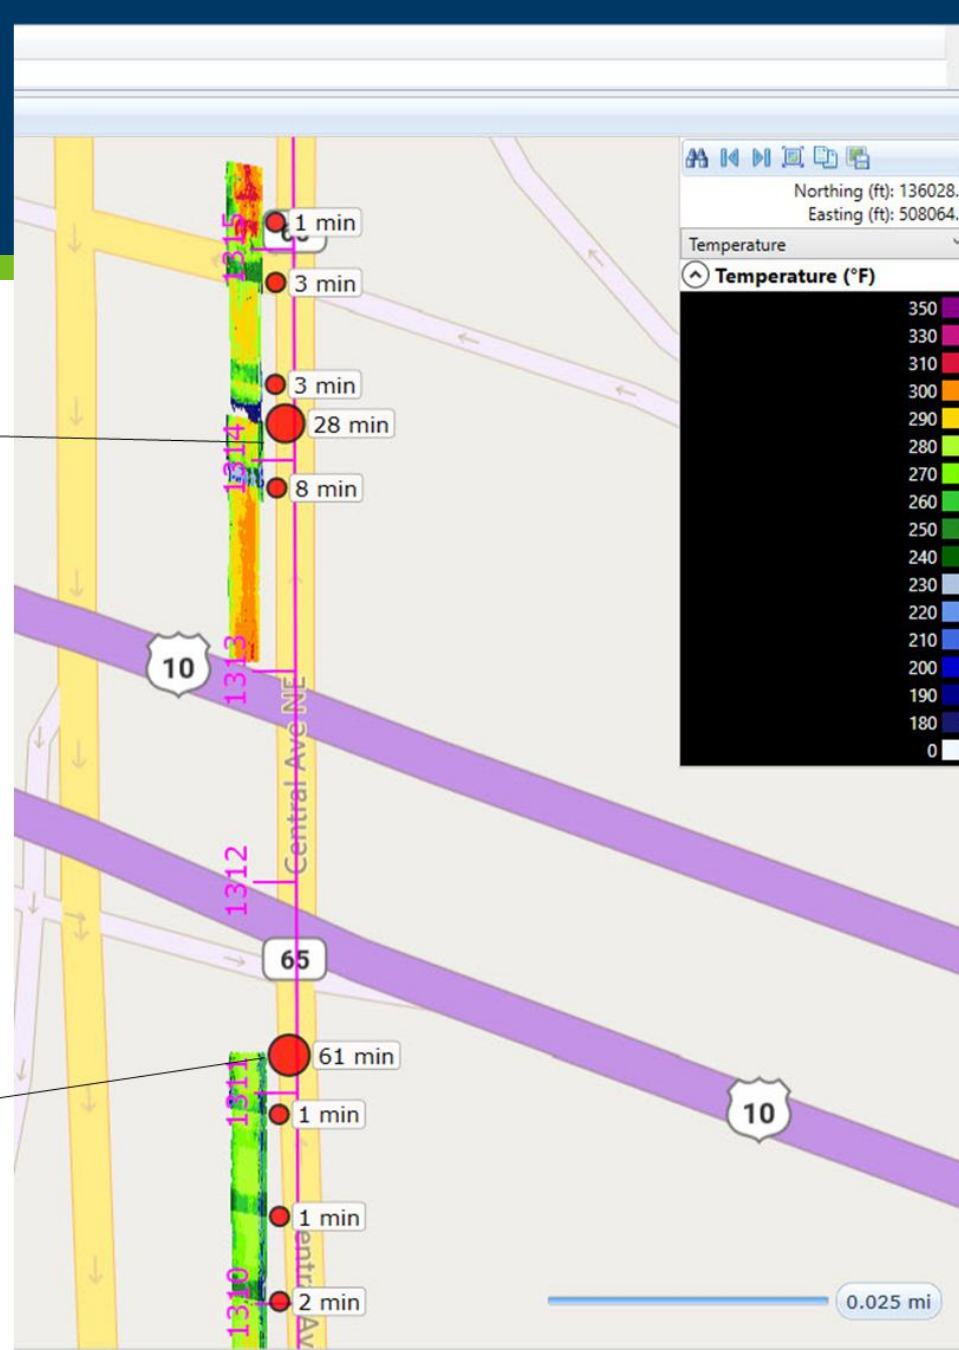 Northing (ft): 136028.
Easting (ft): 508064.
Temperature
Temperature (°F)
350
330
310
300
290
280
270
260
250
240
230
220
210
200
190
180
0
1315
1 min
3 min
3 min
28 min
1314
8 min
1313
10
Central Ave NE
1312
65
61 min
1311
1 min
10
1 min
1310
2 min
0.025 mi